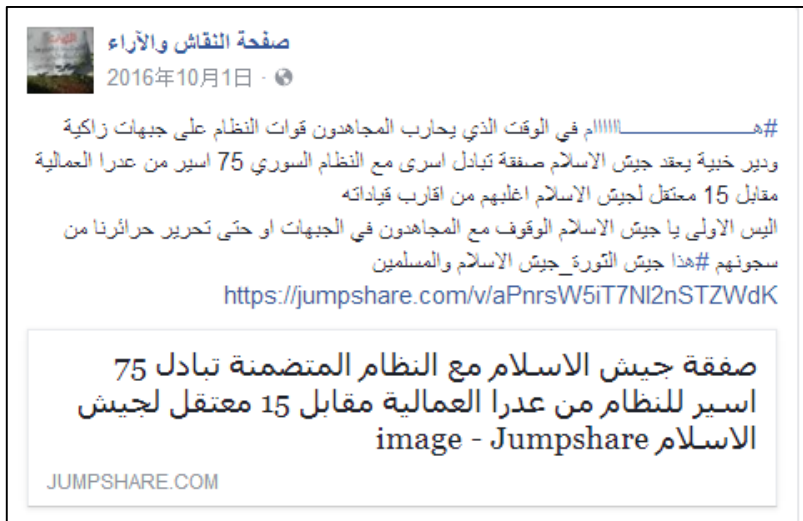 صفحة النقاش والآراء
2016年10月1日
#هـــــــــــــــاااااام في الوقت الذي يحارب المجاهدون قوات النظام على جبهات زاكية
ودير خبية يعقد جيش الاسلام صفقة تبادل اسرى مع النظام السوري 75 اسير من عدرا العمالية
مقابل 15 معتقل لجيش الاسلام اغلبهم من اقارب قياداته
اليس الاولى يا جيش الاسلام الوقوف مع المجاهدون في الجبهات او حتى تحرير حرائرنا من
سجونهم #هذا جيش الثورة_جيش الاسلام والمسلمين
https://jumpshare.com/v/aPnrsW5iT7Nl2nSTZWdK
صفقة جيش الاسلام مع النظام المتضمنة تبادل 75
اسير للنظام من عدرا العمالية مقابل 15 معتقل لجيش
الاسلام image - Jumpshare
JUMPSHARE.COM